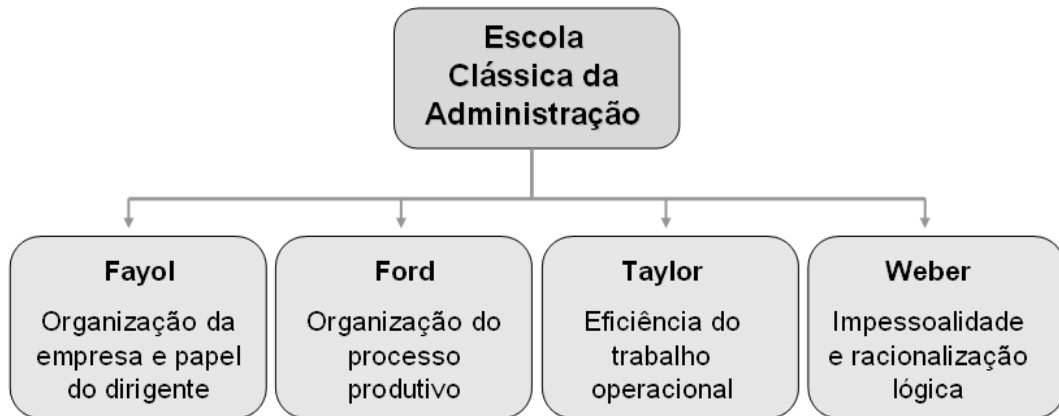 Escola
Clássica da
Administração
Fayol
Organização da
empresa e papel
do dirigente
Ford
Organização do
processo
produtivo
Taylor
Eficiência do
trabalho
operacional
Weber
Impessoalidade
e racionalização
lógica